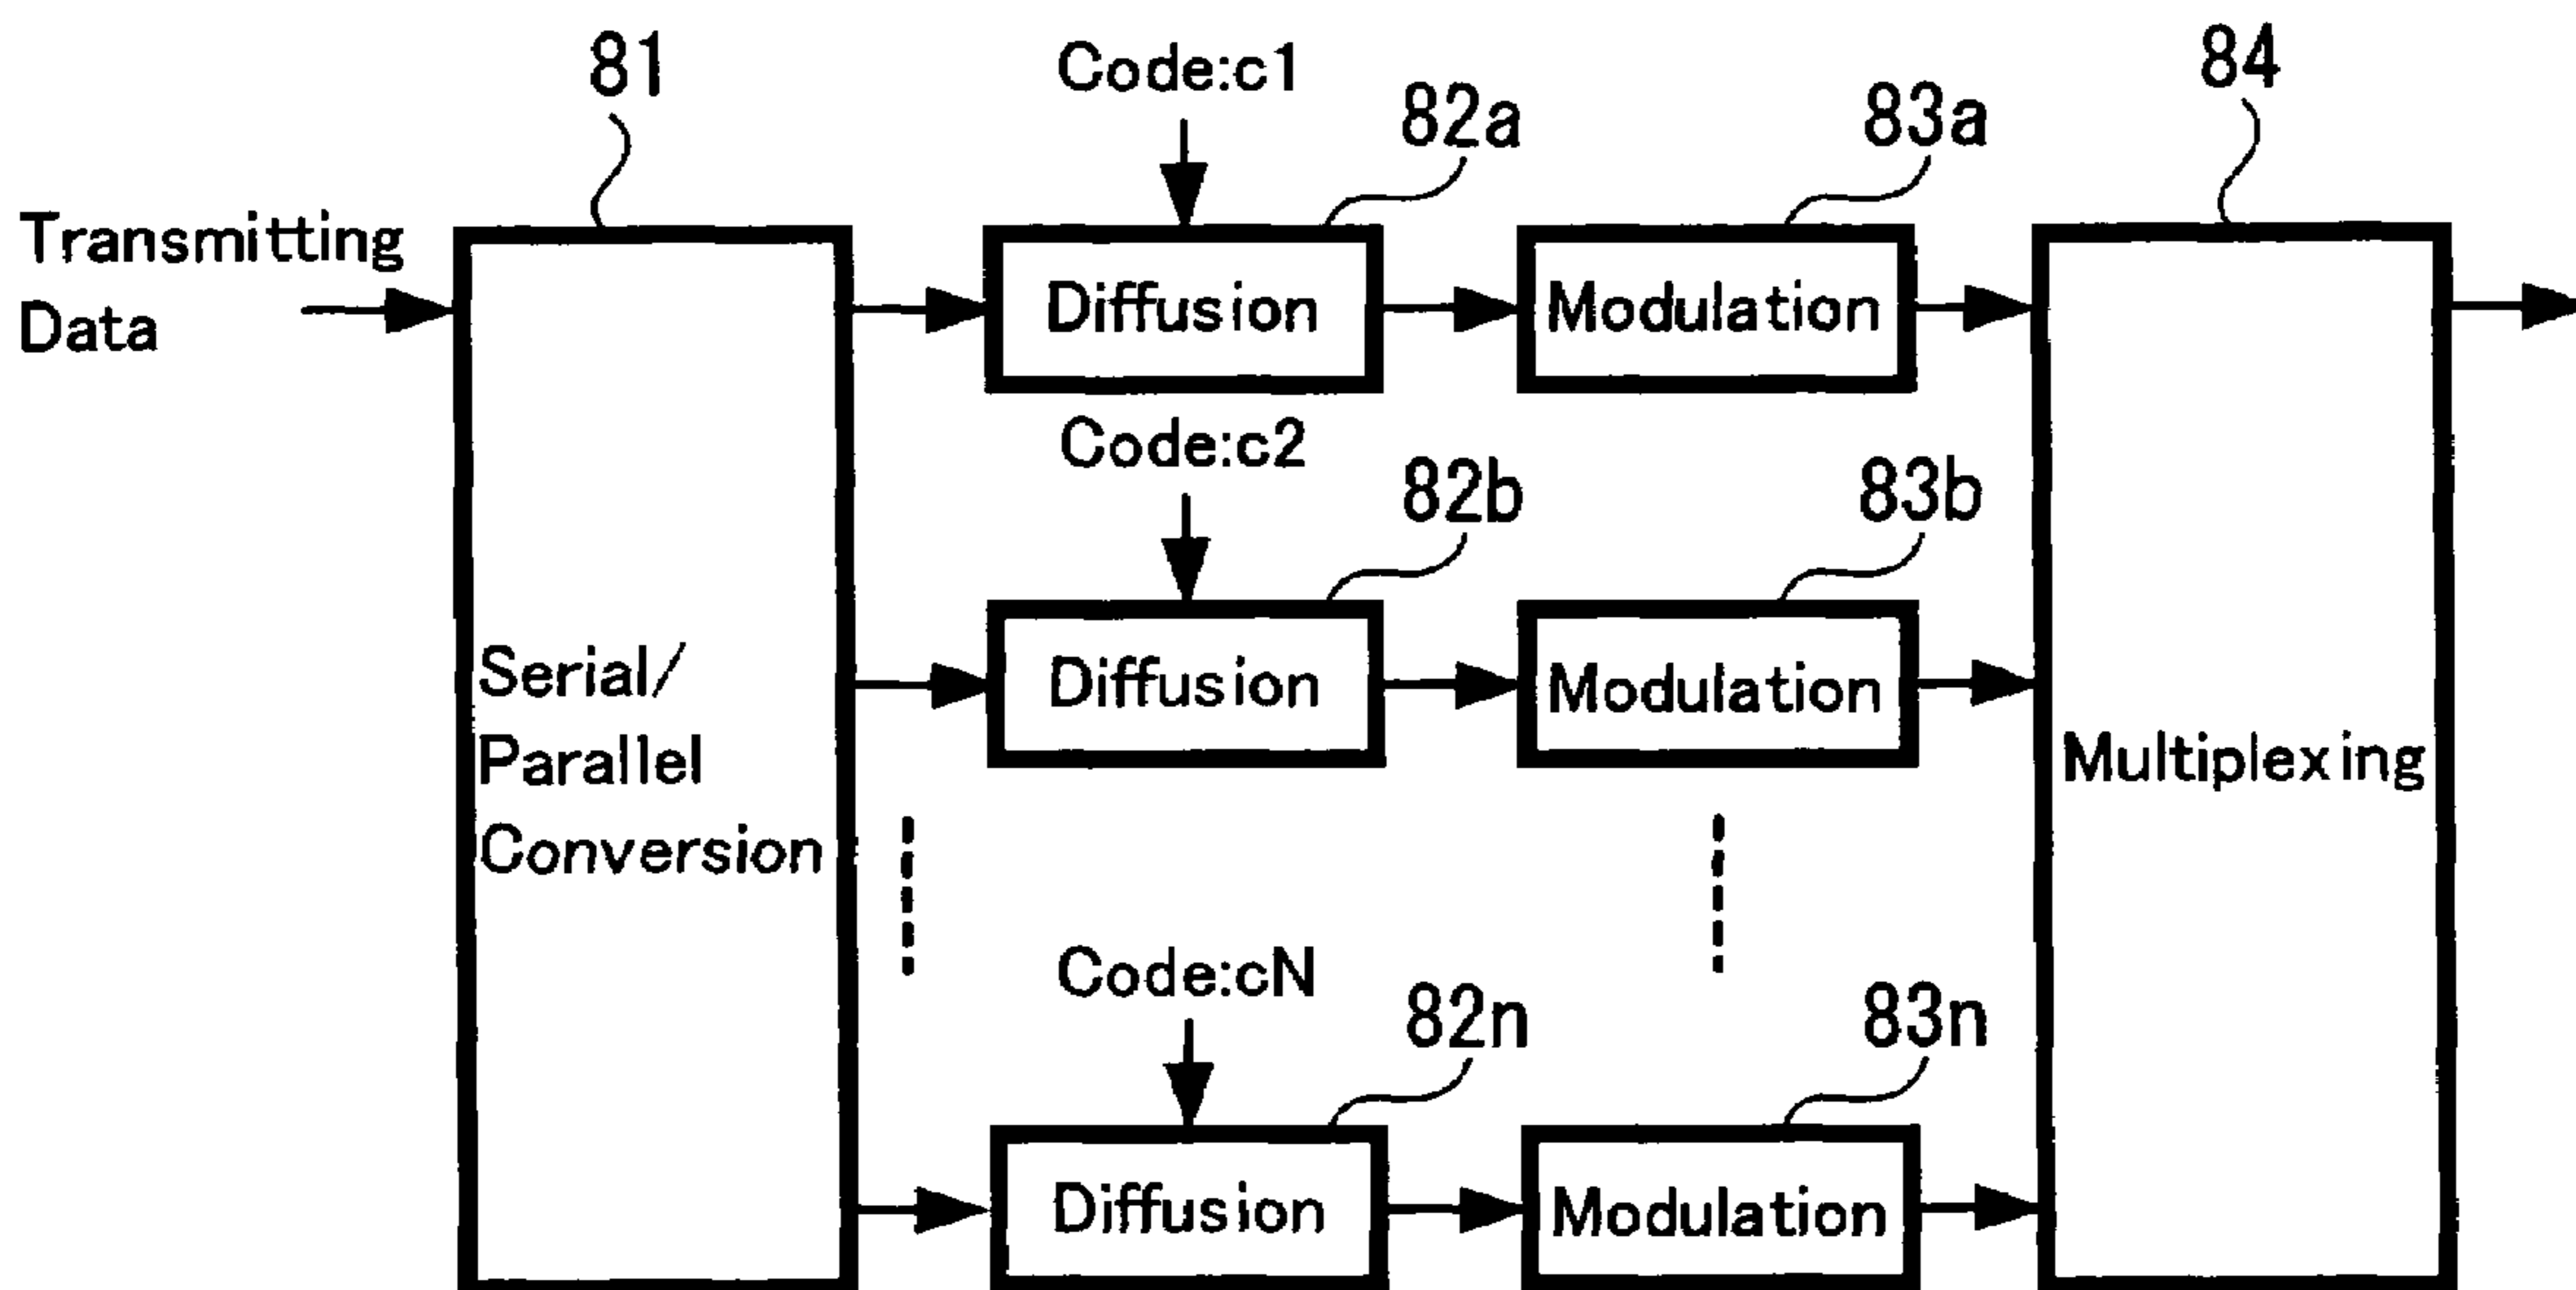 81
Code:c1
82a
83a
84
Transmitting
Data
Diffusion
Modulation
Code:c2
82b
83b
Serial/
Parallel
Conversion
Diffusion
Modulation
Multiplexing
Code:cN
82n
83n
Diffusion
Modulation